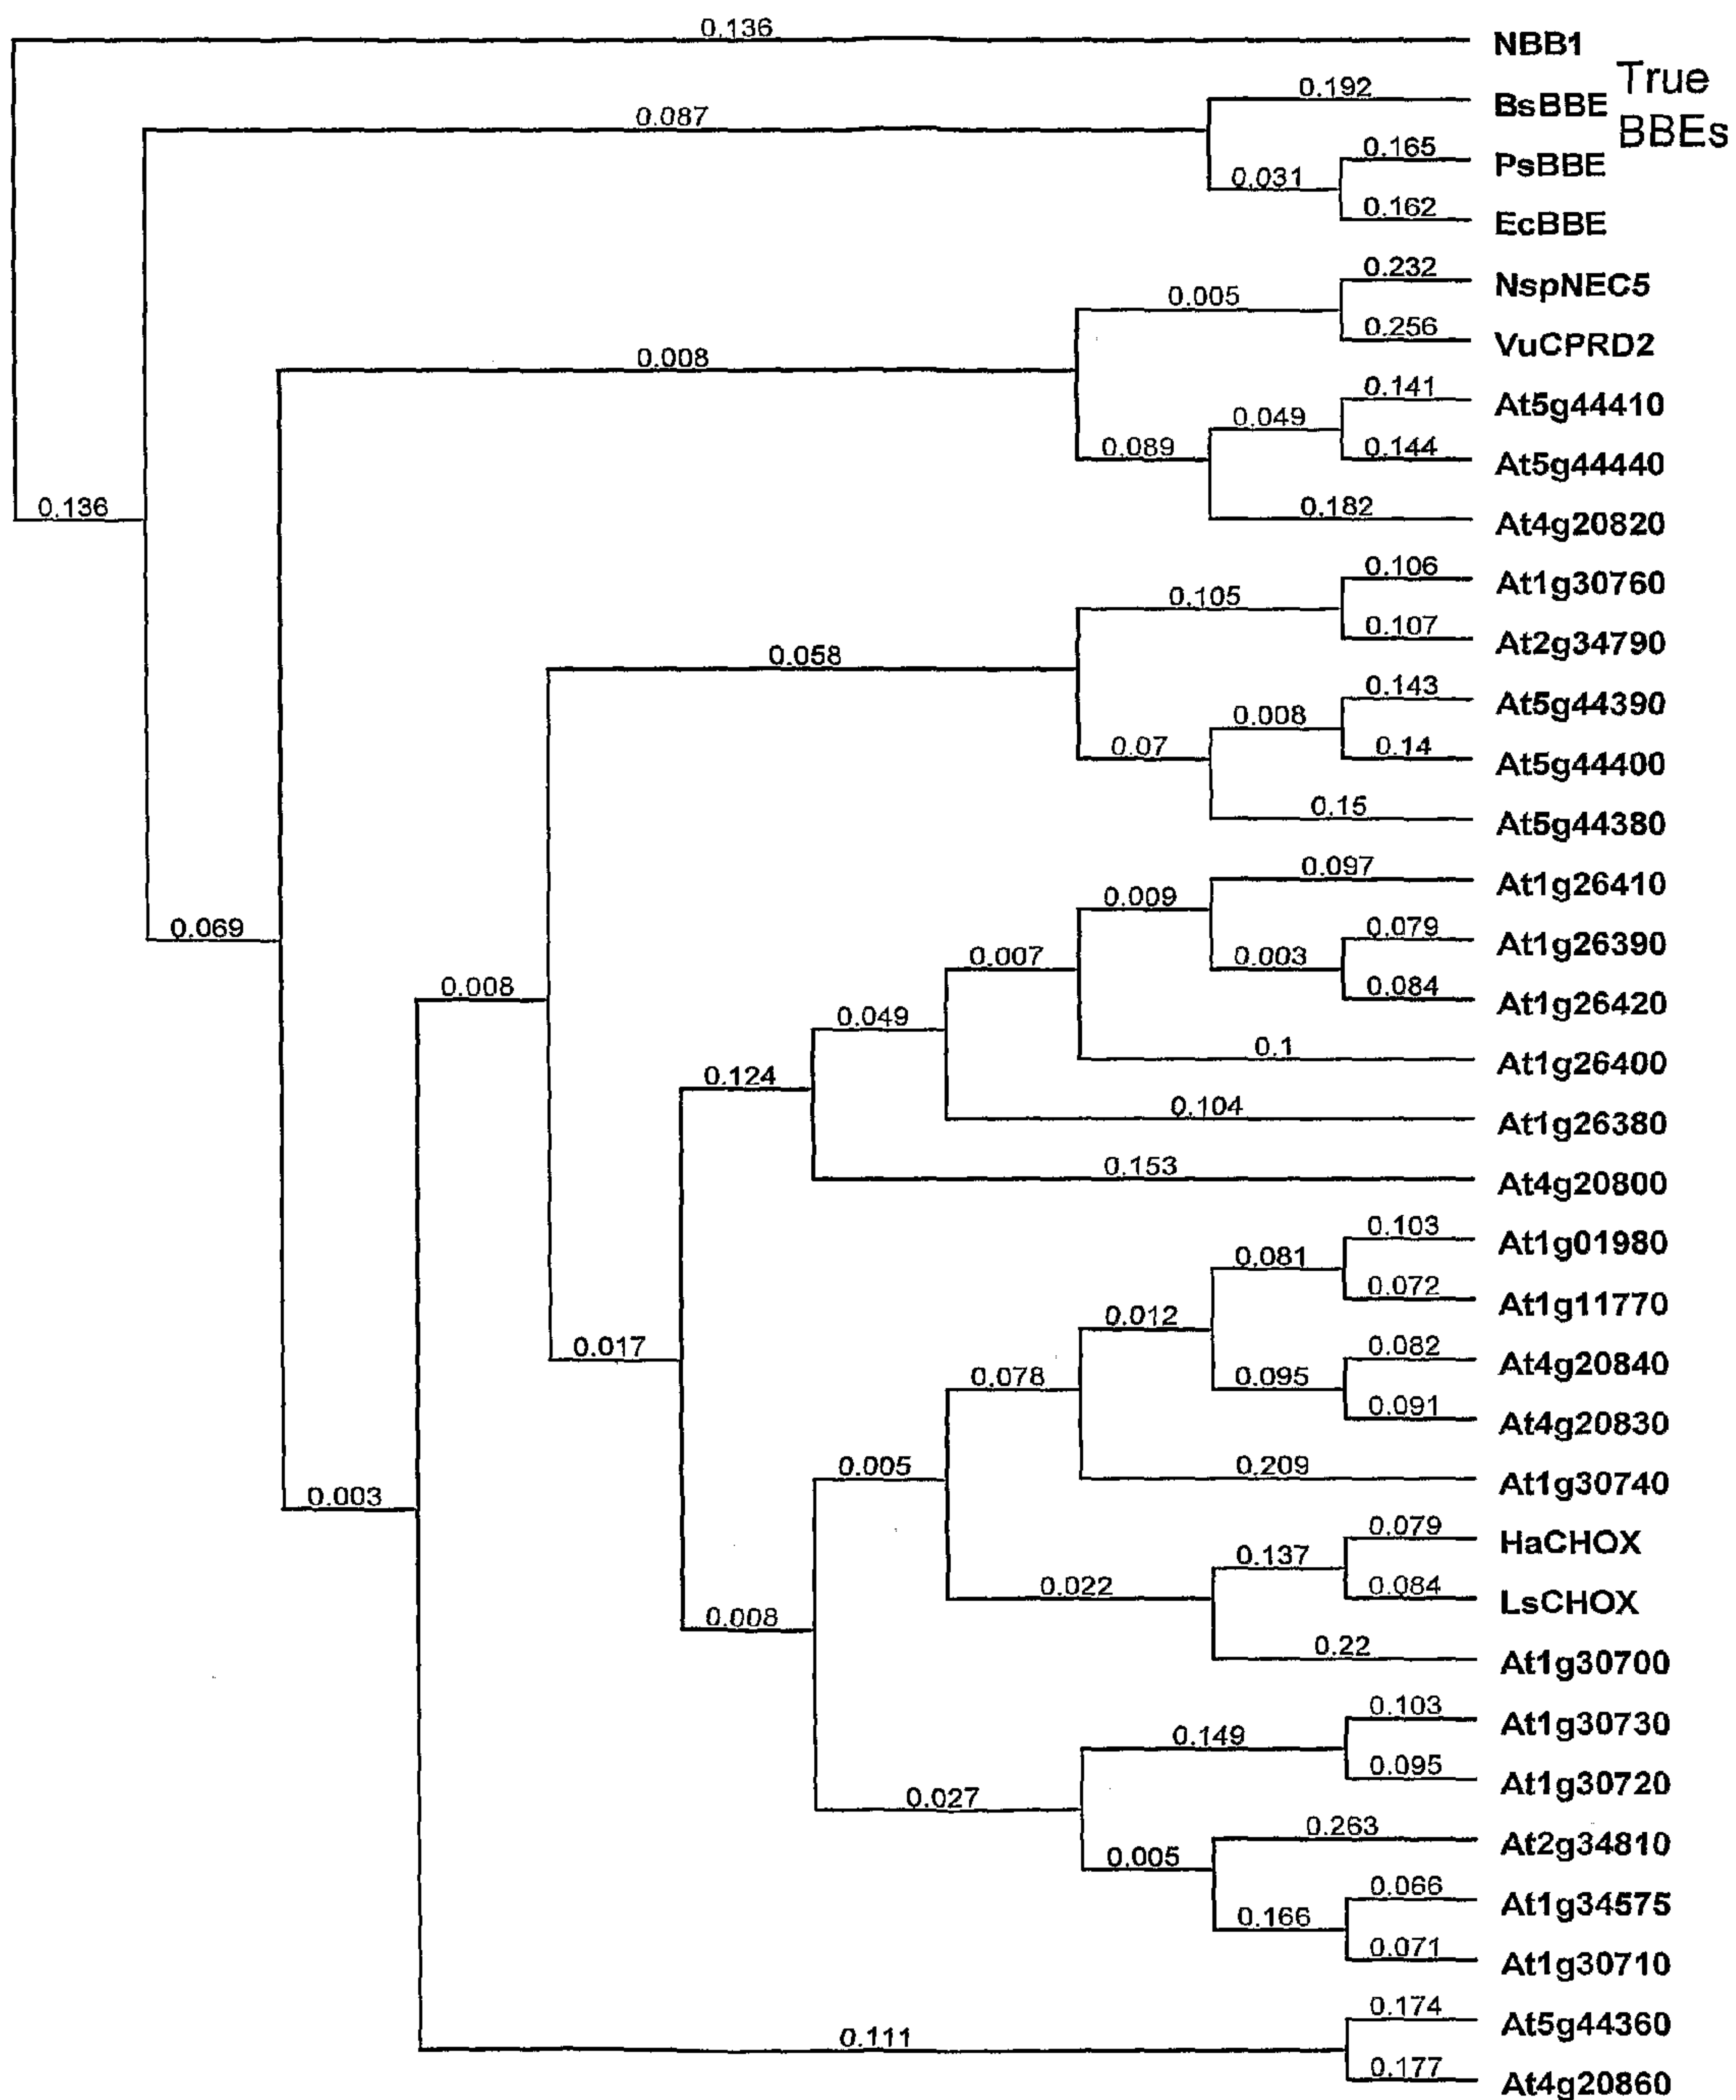 0.136
NBB1
True
0.192
BsBBE
0.087
BBEs
0.165
PsBBE
0.031
0.162
EcBBE
0.232
NspNEC5
0.005
0.256
VuCPRD2
0.008
0.141
At5g44410
0.049
0.089
0.144
At5g44440
0.136
0.182
At4g20820
0.106
At1g30760
0.105
0.107
At2g34790
0.058
0.143
At5g44390
0.008
0.07
0.14
At5g44400
0.15
At5g44380
0.097
At1g26410
0.009
0.069
0.079
At1g26390
0.007
0.003
0.008
0.084
At1g26420
0.049
0.1
At1g26400
0.124
0.104
At1g26380
0.153
At4g20800
0.103
At1g01980
0.081
0.072
At1g11770
0.012
0.017
0.082
At4g20840
0.078
0.095
0.091
At4g20830
0.005
0.209
At1g30740
0.003
0.079
HaCHOX
0.137
0.022
0.084
LsCHOX
0.008
0.22
At1g30700
0.103
At1g30730
0.149
0.095
At1g30720
0.027
0.263
At2g34810
0.005
0.066
At1g34575
0.166
0.071
At1g30710
0.174
At5g44360
0.111
0.177
At4g20860